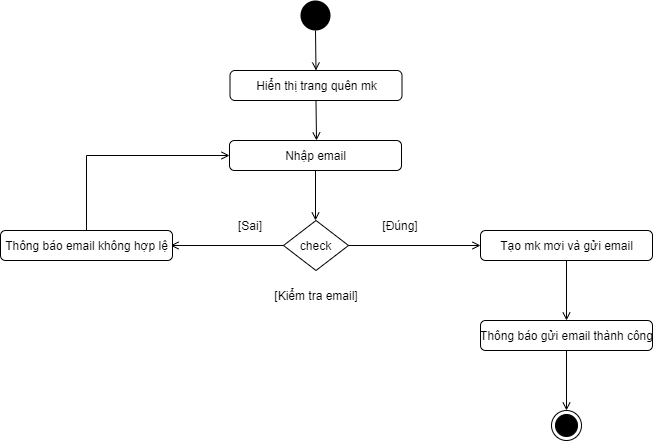 Hiển thị trang quên mk
Nhập email
[Sai]
[Đúng]
Thông báo email không hợp lệ
check
Tạo mk mơi và gửi email
[Kiểm tra email]
Thông báo gửi email thành công